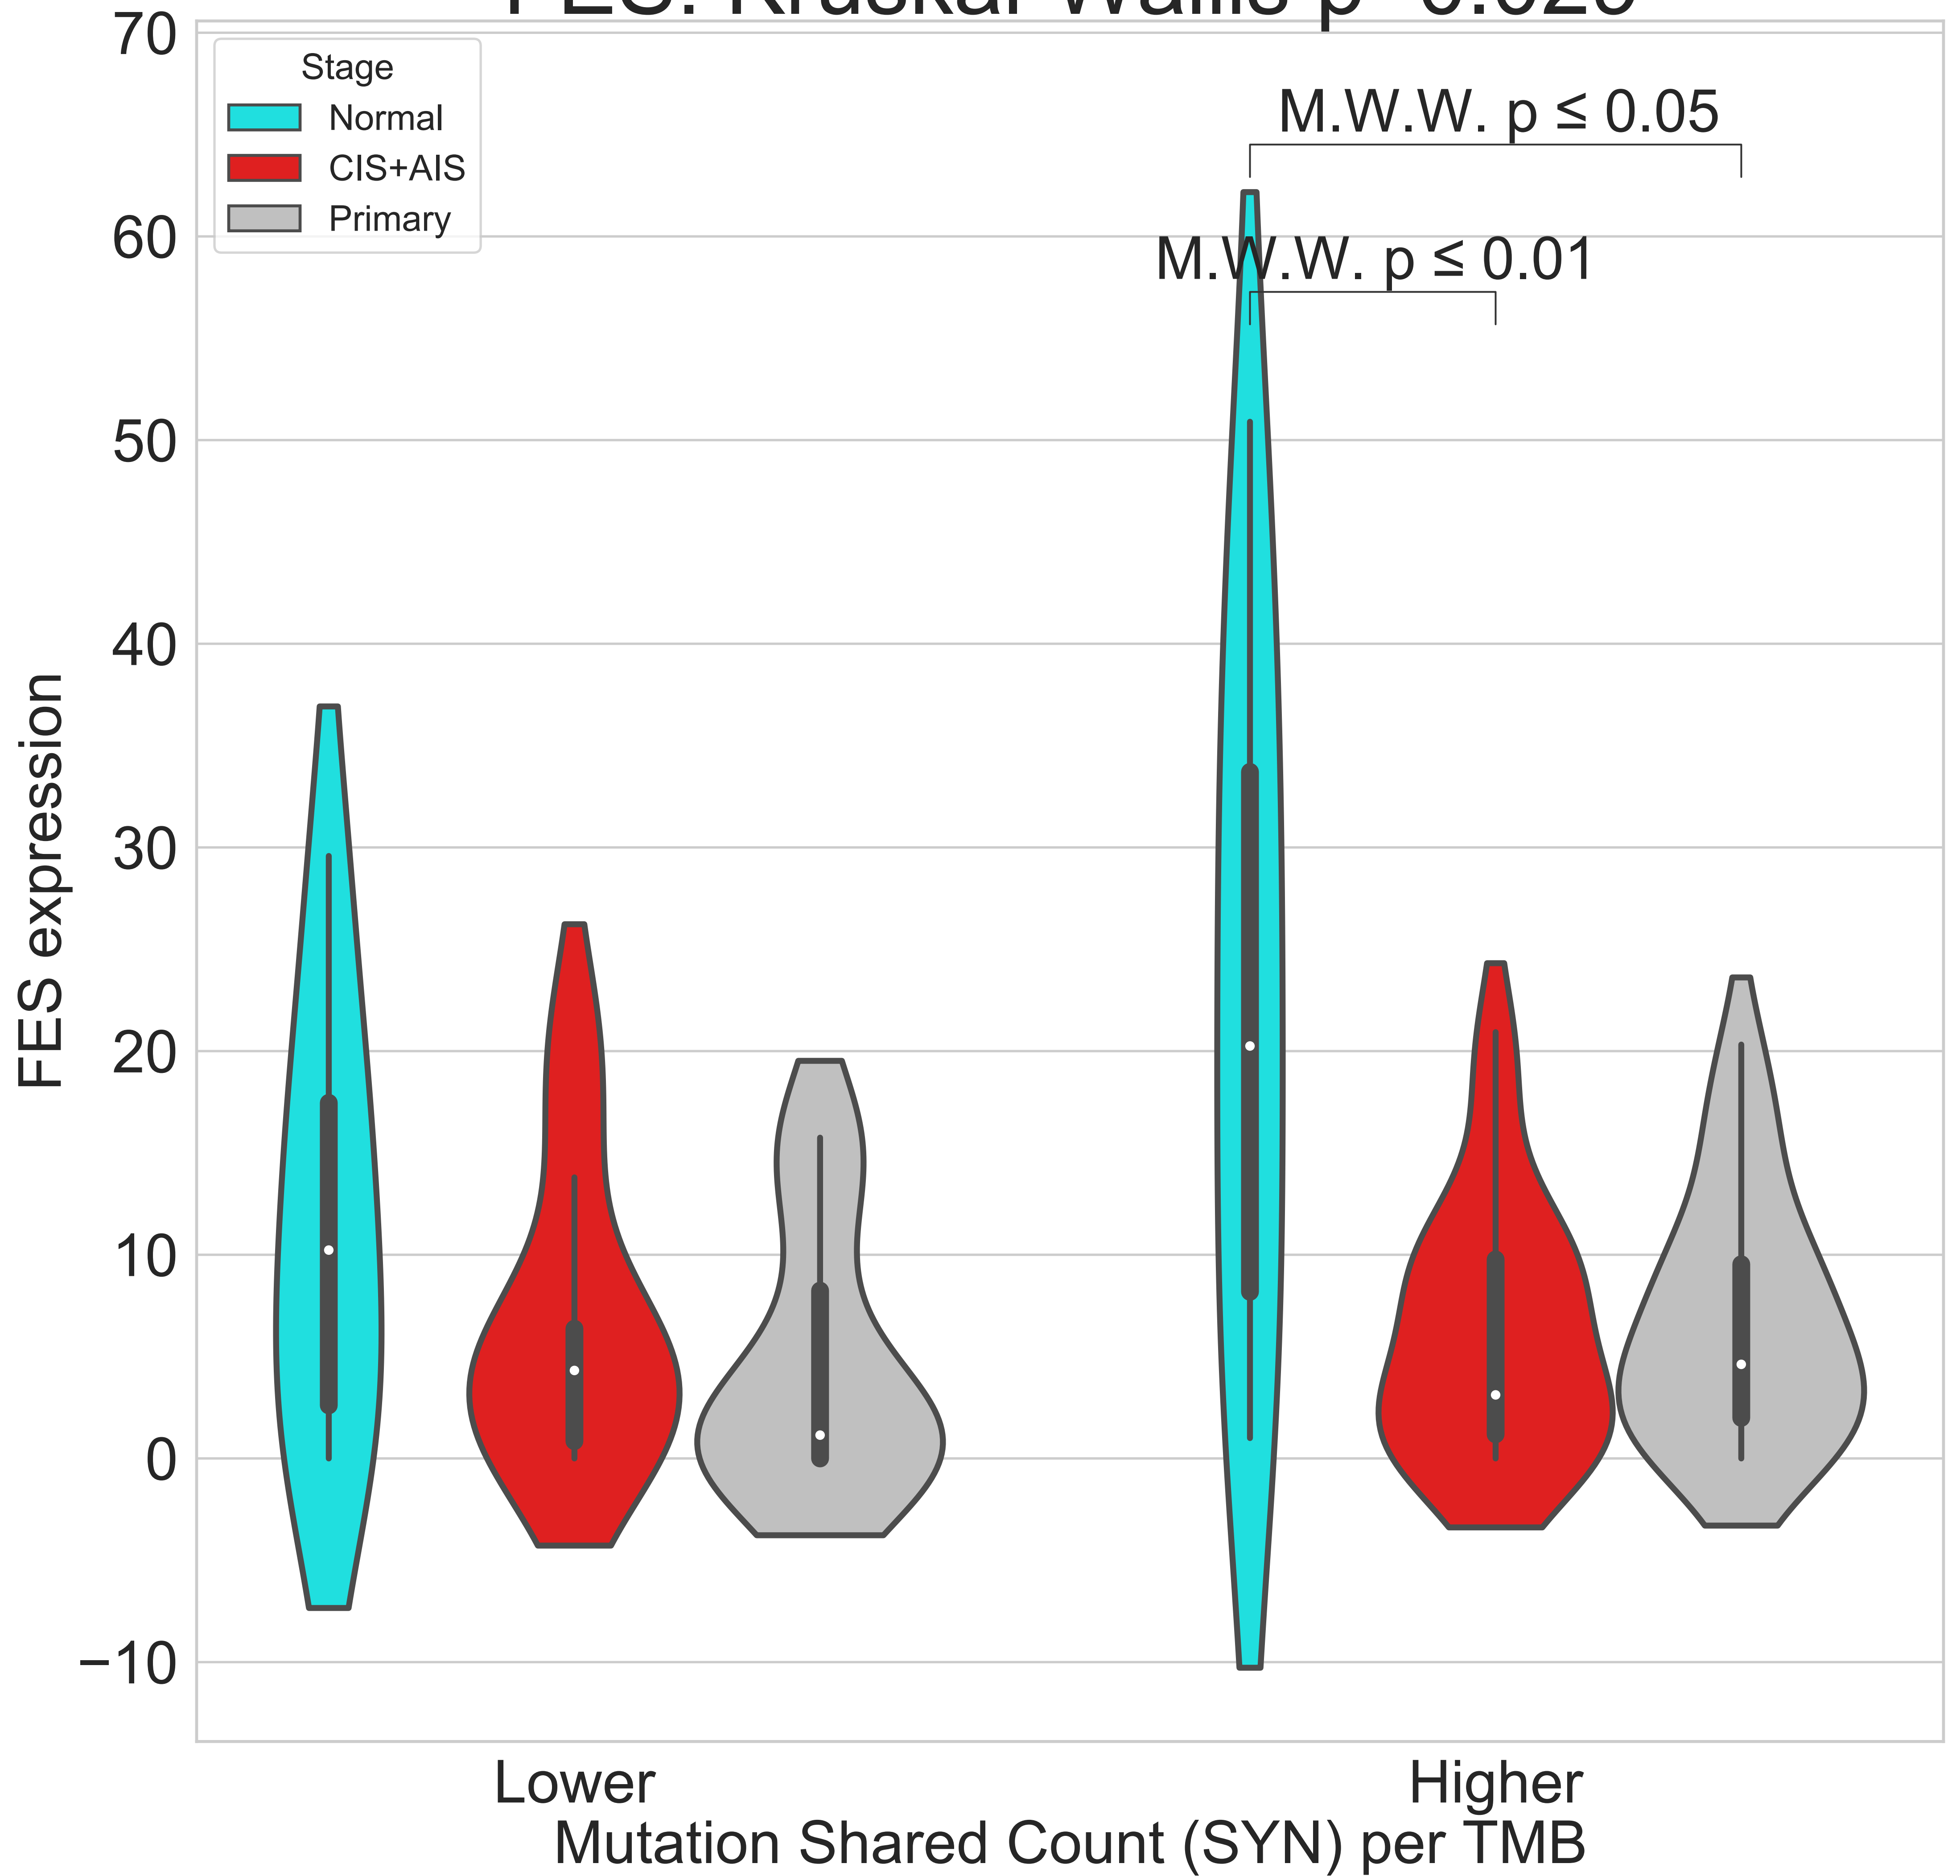 70
Stage
Normal
CIS+AIS
Primary
M.W.W. p ≤ 0.05
60
M.W.W. p ≤ 0.01
50
40
30
20
10
0
−10
FES expression
Lower
Higher
Mutation Shared Count (SYN) per TMB